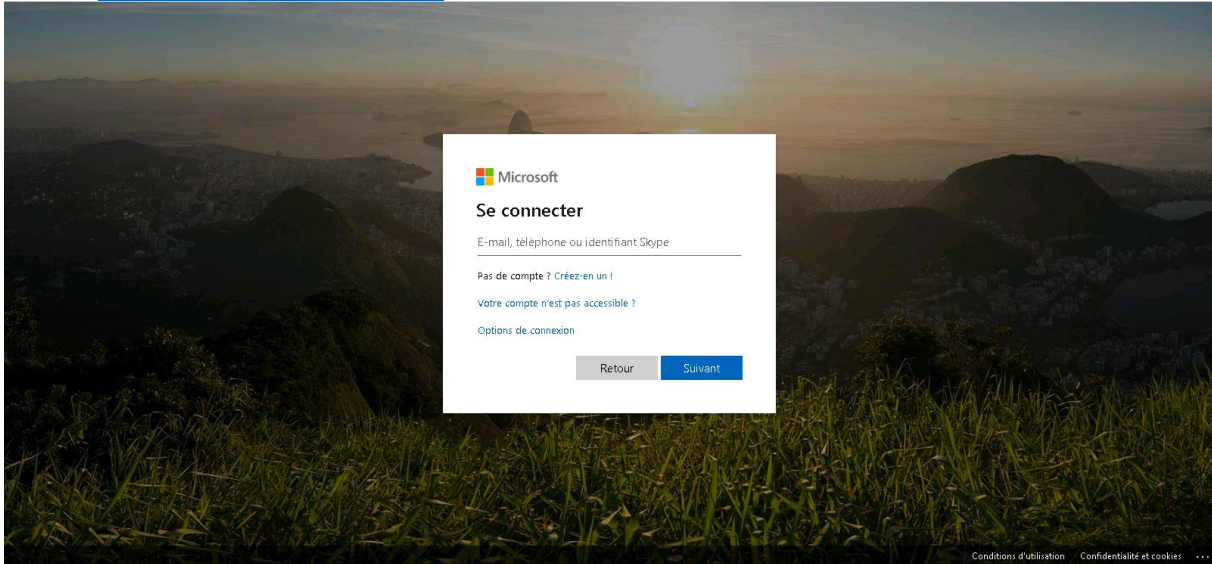 Microsoft
Se connecter
E-mail, téléphone ou identifiant Skype
Pas de compte ? Créez-en un !
Votre compte n'est pas accessible ?
Options de connexion
Retour Suivant
Conditions d'utilisation Confidentialité et cookies ...